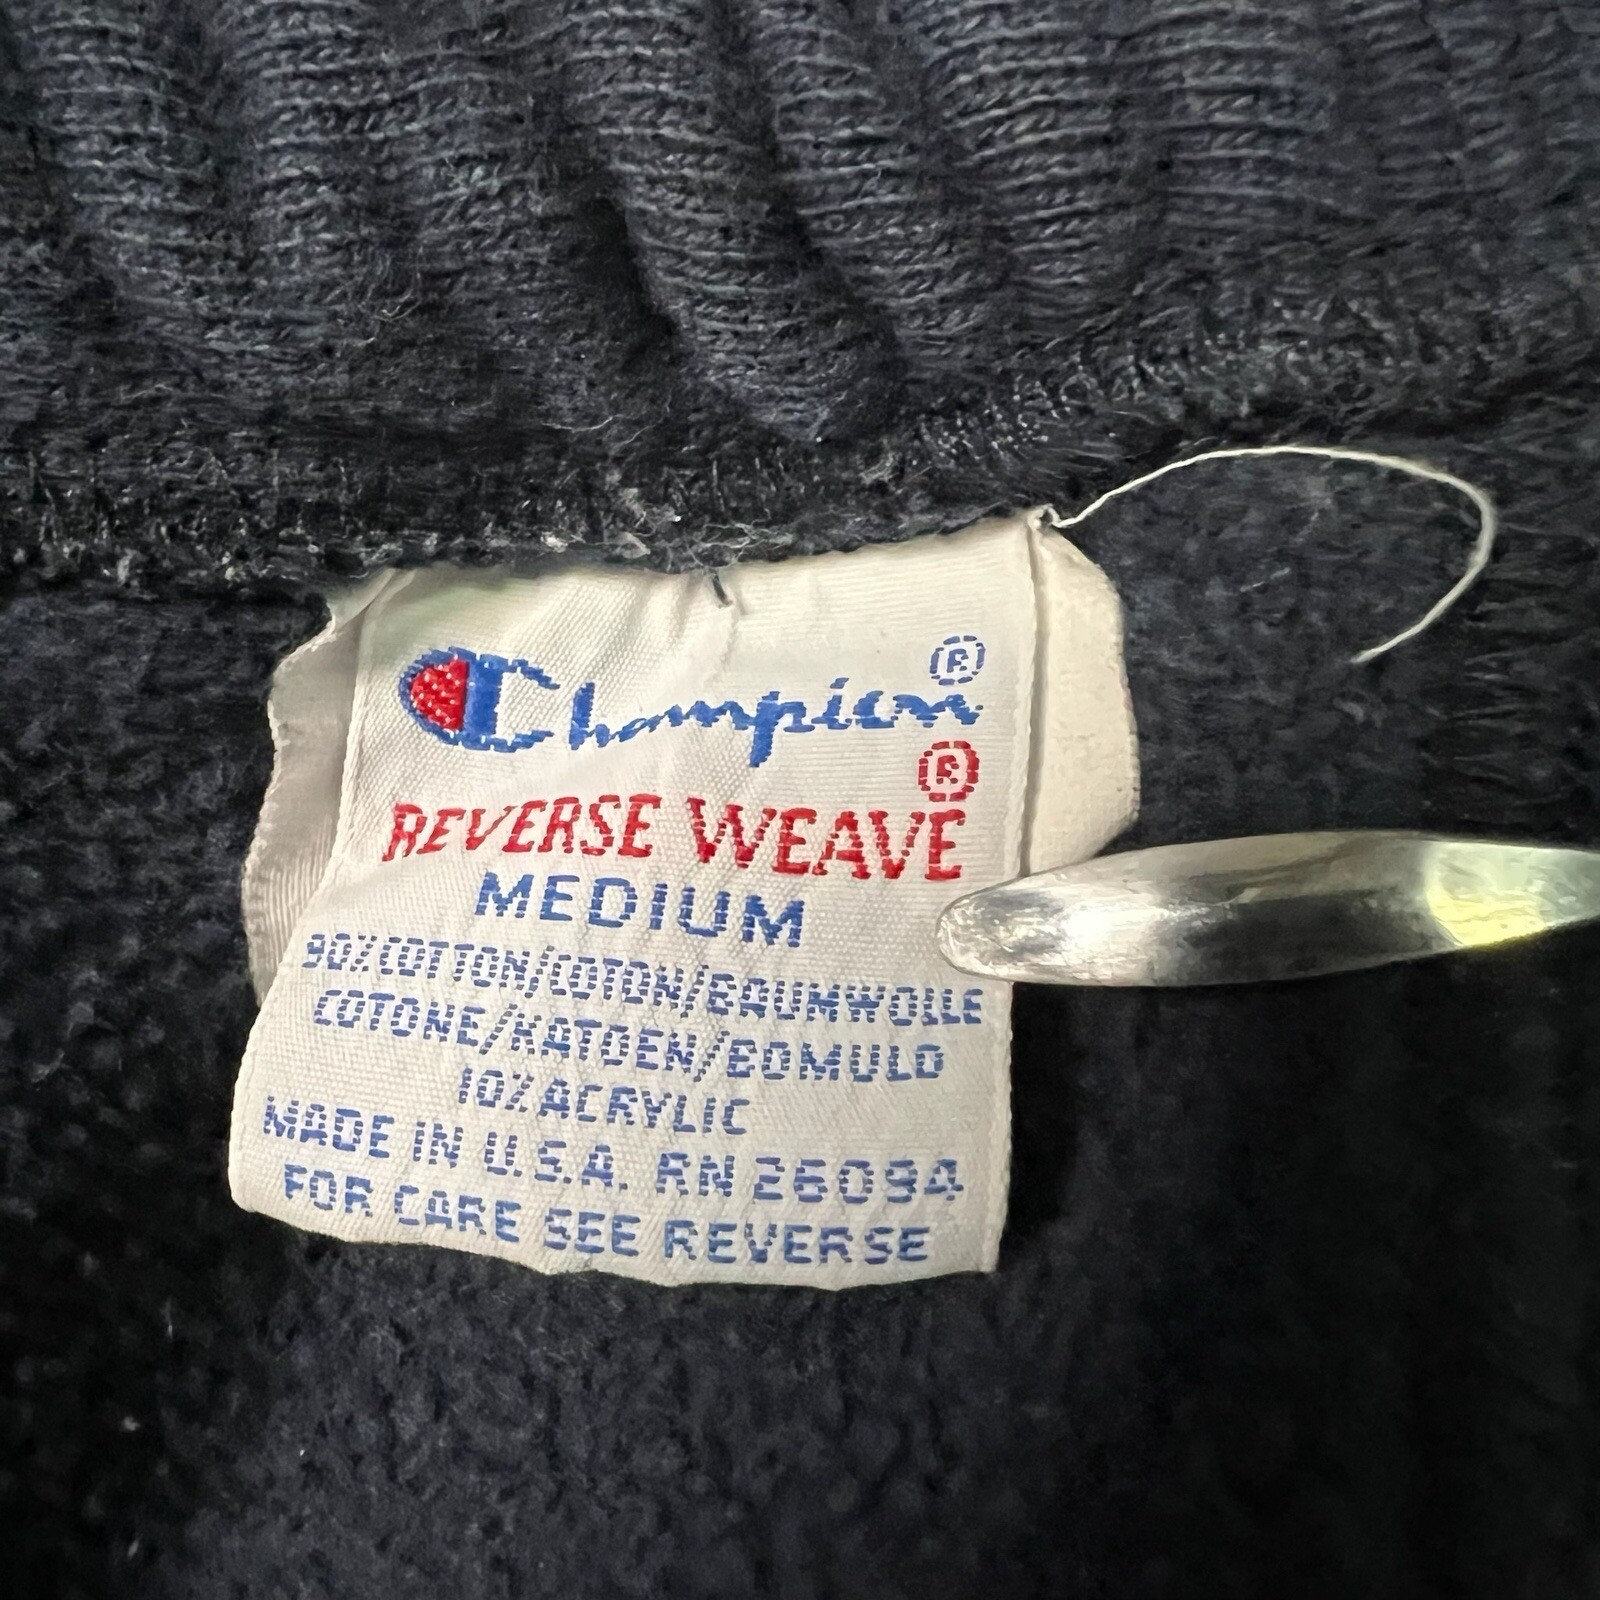 Champion®
REVERSE WEAVE®
MEDIUM
90% COTTON/COTON/BAUMWOLLE
COTONE/KATOEN/BOMULD
10% ACRYLIC
MADE IN U.S.A. RN 26094
FOR CARE SEE REVERSE